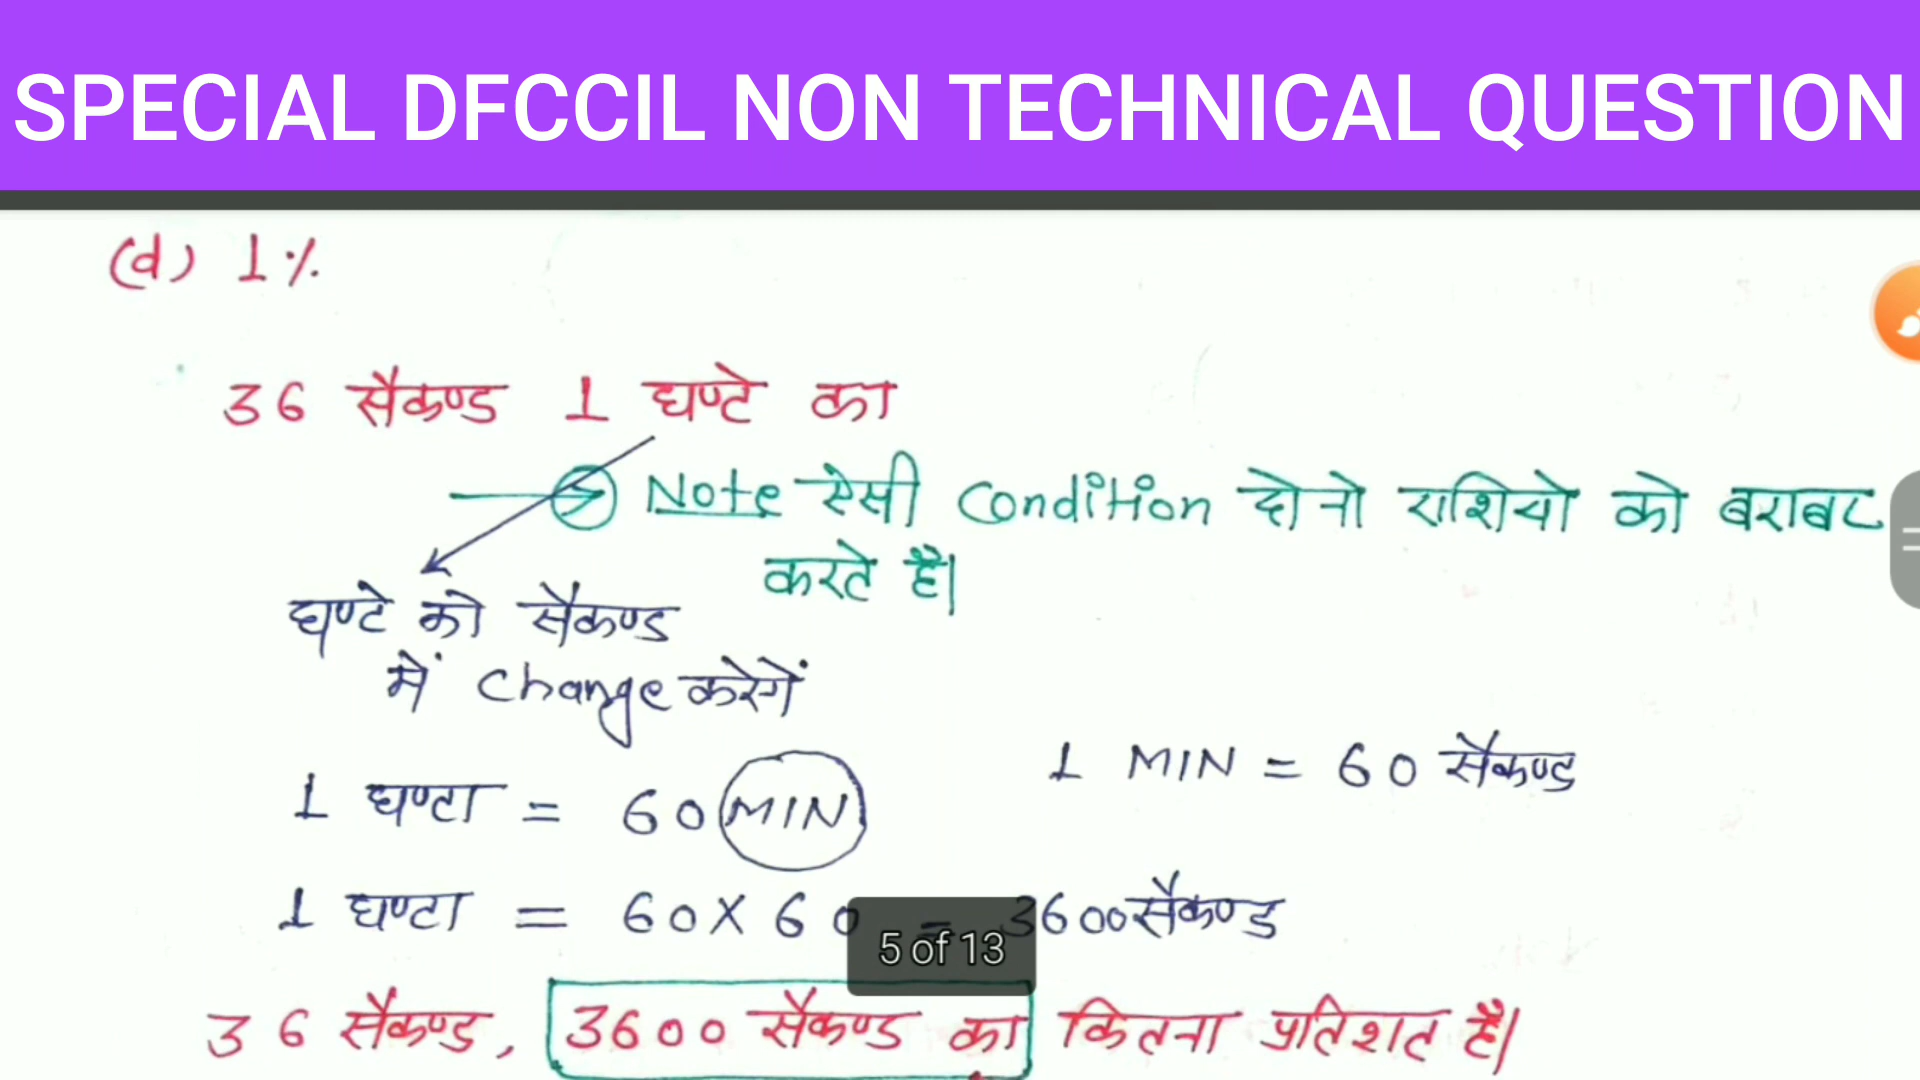 SPECIAL DFCCIL NON TECHNICAL QUESTION
(d) 1%
36 सैकण्ड 1 घण्टे का
Note ऐसी Condition दोनो राशियो को बराबर
करते है।
घण्टे को सैकण्ड
में change करेगें
1 घण्टा = 60 MIN
1 MIN = 60 सैकण्ड
1 घण्टा = 60 X 60 = 3600 सैकण्ड
5 of 13
36 सैकण्ड, 3600 सैकण्ड का कितना प्रतिशत है।